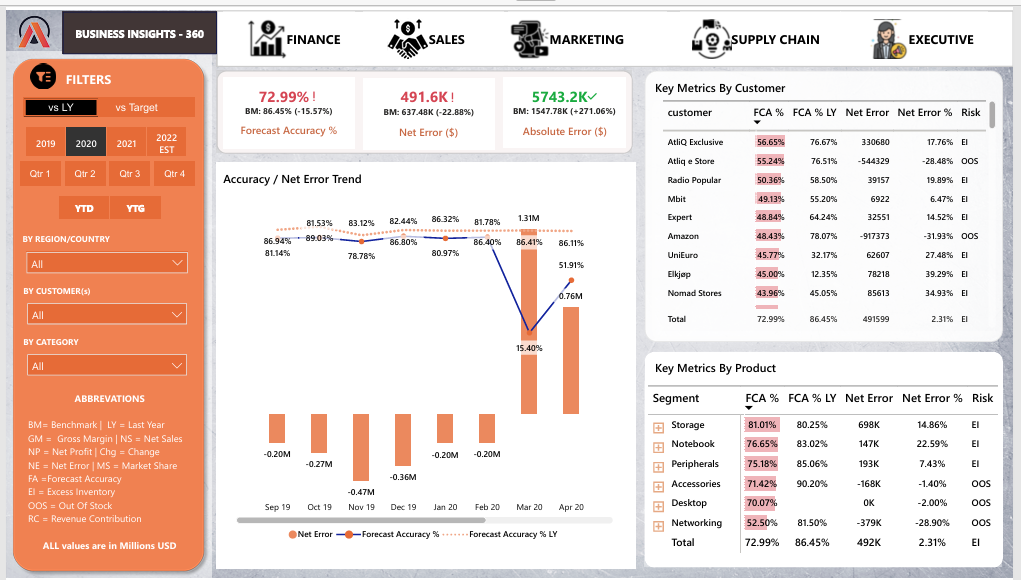 BUSINESS INSIGHTS - 360
FINANCE
SALES
MARKETING
SUPPLY CHAIN
EXECUTIVE
FILTERS
vs LY
vs Target
2019
2020
2021
2022 EST
Qtr 1
Qtr 2
Qtr 3
Qtr 4
YTD
YTG
BY REGION/COUNTRY
All
BY CUSTOMER(s)
All
BY CATEGORY
All
ABBREVATIONS
BM= Benchmark | LY = Last Year
GM = Gross Margin | NS = Net Sales
NP = Net Profit | Chg = Change
NE = Net Error | MS = Market Share
FA =Forecast Accuracy
EI = Excess Inventory
OOS = Out Of Stock
RC = Revenue Contribution
ALL values are in Millions USD
72.99% !
BM: 86.45% (-15.57%)
Forecast Accuracy %
491.6K !
BM: 637.48K (-22.88%)
Net Error ($)
5743.2K
BM: 1547.78K (+271.06%)
Absolute Error ($)
Accuracy / Net Error Trend
81.53% 83.12% 82.44% 86.32% 81.78% 1.31M
86.94% 89.03% 86.80% 86.40% 86.41% 86.11%
81.14% 78.78% 80.97% 51.91%
0.76M
15.40%
-0.20M -0.27M -0.47M -0.36M -0.20M -0.20M
Sep 19 Oct 19 Nov 19 Dec 19 Jan 20 Feb 20 Mar 20 Apr 20
Net Error Forecast Accuracy % Forecast Accuracy % LY
Key Metrics By Customer
customer FCA % FCA % LY Net Error Net Error % Risk
AtliQ Exclusive 56.65% 76.67% 330680 17.76% EI
Atliq e Store 55.24% 76.51% -544329 -28.48% OOS
Radio Popular 50.36% 58.50% 39157 19.89% EI
Mbit 49.13% 55.20% 6922 6.47% EI
Expert 48.84% 64.24% 32551 14.52% EI
Amazon 48.43% 78.07% -917373 -31.93% OOS
UniEuro 45.77% 32.17% 62607 27.48% EI
Elkjøp 45.00% 12.35% 78218 39.29% EI
Nomad Stores 43.96% 45.05% 85613 34.93% EI
Total 72.99% 86.45% 491599 2.31% EI
Key Metrics By Product
Segment FCA % FCA % LY Net Error Net Error % Risk
Storage 81.01% 80.25% 698K 14.86% EI
Notebook 76.65% 83.02% 147K 22.59% EI
Peripherals 75.18% 85.06% 193K 7.43% EI
Accessories 71.42% 90.20% -168K -1.40% OOS
Desktop 70.07% 0K -2.00% OOS
Networking 52.50% 81.50% -379K -28.90% OOS
Total 72.99% 86.45% 492K 2.31% EI